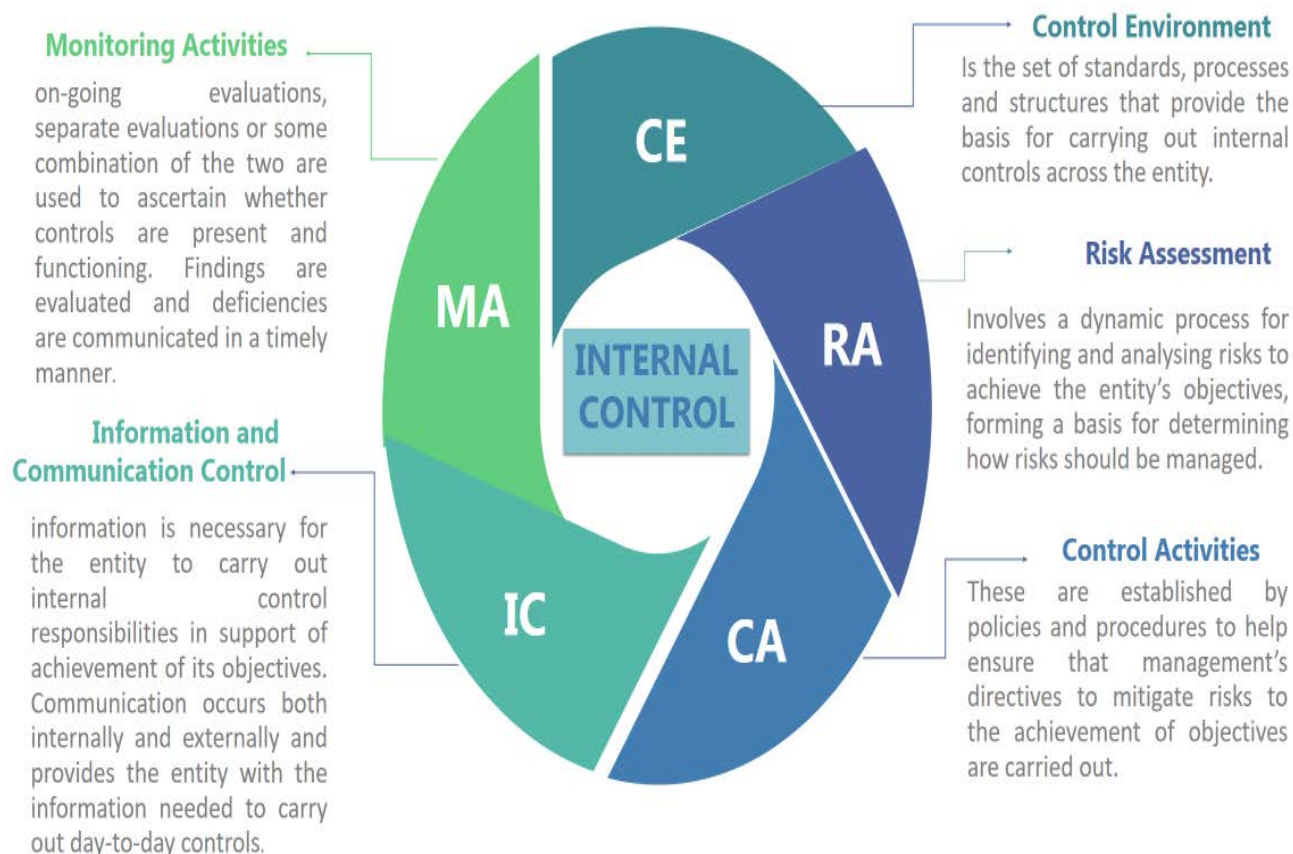 Monitoring Activities
on-going evaluations,
separate evaluations or some
combination of the two are
used to ascertain whether
controls are present and
functioning. Findings are
evaluated and deficiencies
are communicated in a timely
manner.
Information and
Communication Control
information is necessary for
the entity to carry out
internal control
responsibilities in support of
achievement of its objectives.
Communication occurs both
internally and externally and
provides the entity with the
information needed to carry
out day-to-day controls.
CE
RA
CA
IC
MA
INTERNAL
CONTROL
Control Environment
Is the set of standards, processes
and structures that provide the
basis for carrying out internal
controls across the entity.
Risk Assessment
Involves a dynamic process for
identifying and analysing risks to
achieve the entity's objectives,
forming a basis for determining
how risks should be managed.
Control Activities
These are established by
policies and procedures to help
ensure that management's
directives to mitigate risks to
the achievement of objectives
are carried out.